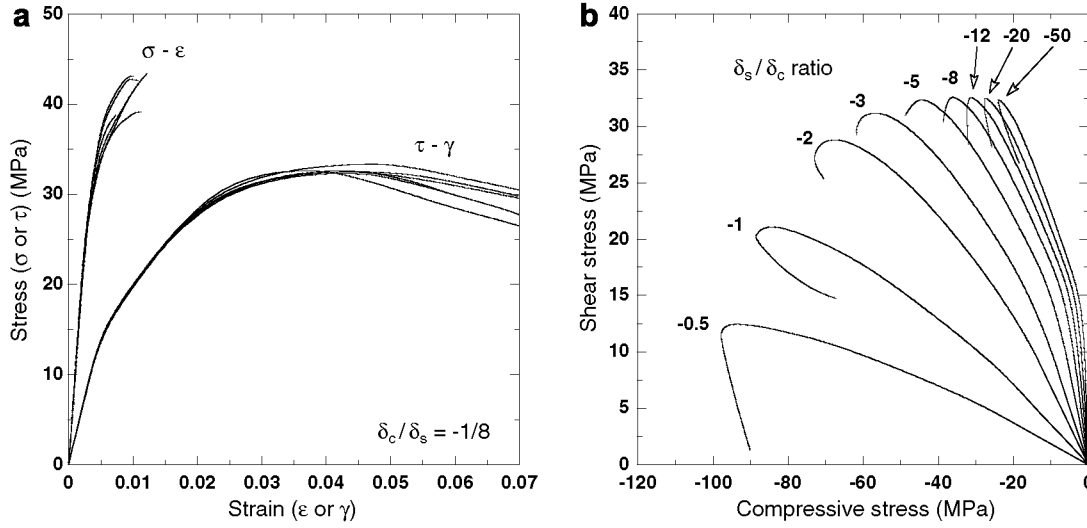 a
50
40
30
20
10
0
Stress (σ or τ) (MPa)
σ - ε
τ - γ
δc/δs = -1/8
0 0.01 0.02 0.03 0.04 0.05 0.06 0.07
Strain (ε or γ)
b
40
35
30
25
20
15
10
5
0
Shear stress (MPa)
δs/δc ratio
-12
-20
-50
-8
-5
-3
-2
-1
-0.5
-120 -100 -80 -60 -40 -20 0
Compressive stress (MPa)